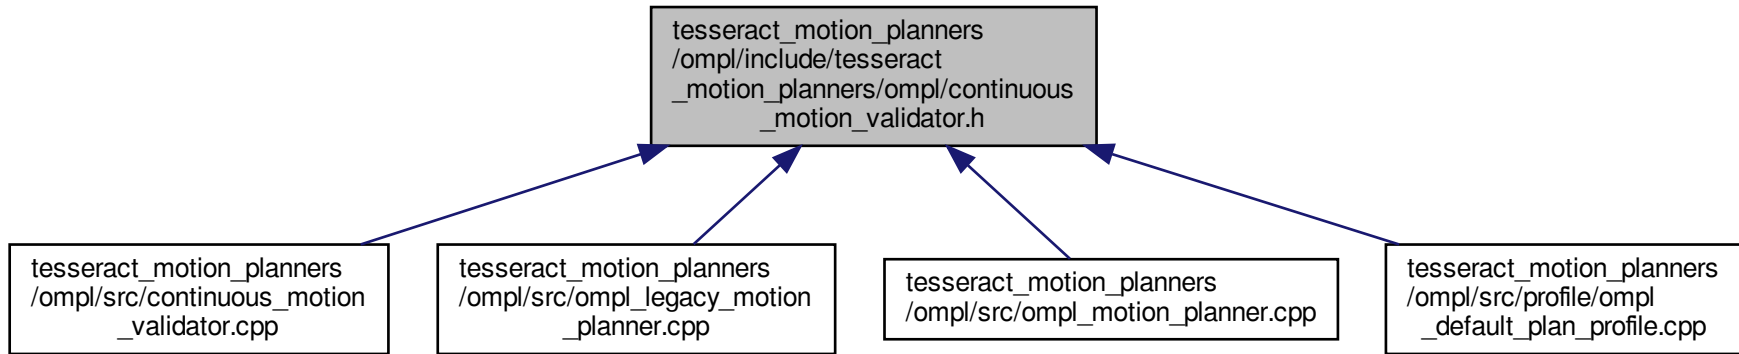 tesseract_motion_planners
/ompl/include/tesseract
_motion_planners/ompl/continuous
_motion_validator.h
tesseract_motion_planners
/ompl/src/continuous_motion
_validator.cpp
tesseract_motion_planners
/ompl/src/ompl_legacy_motion
_planner.cpp
tesseract_motion_planners
/ompl/src/ompl_motion_planner.cpp
tesseract_motion_planners
/ompl/src/profile/ompl
_default_plan_profile.cpp